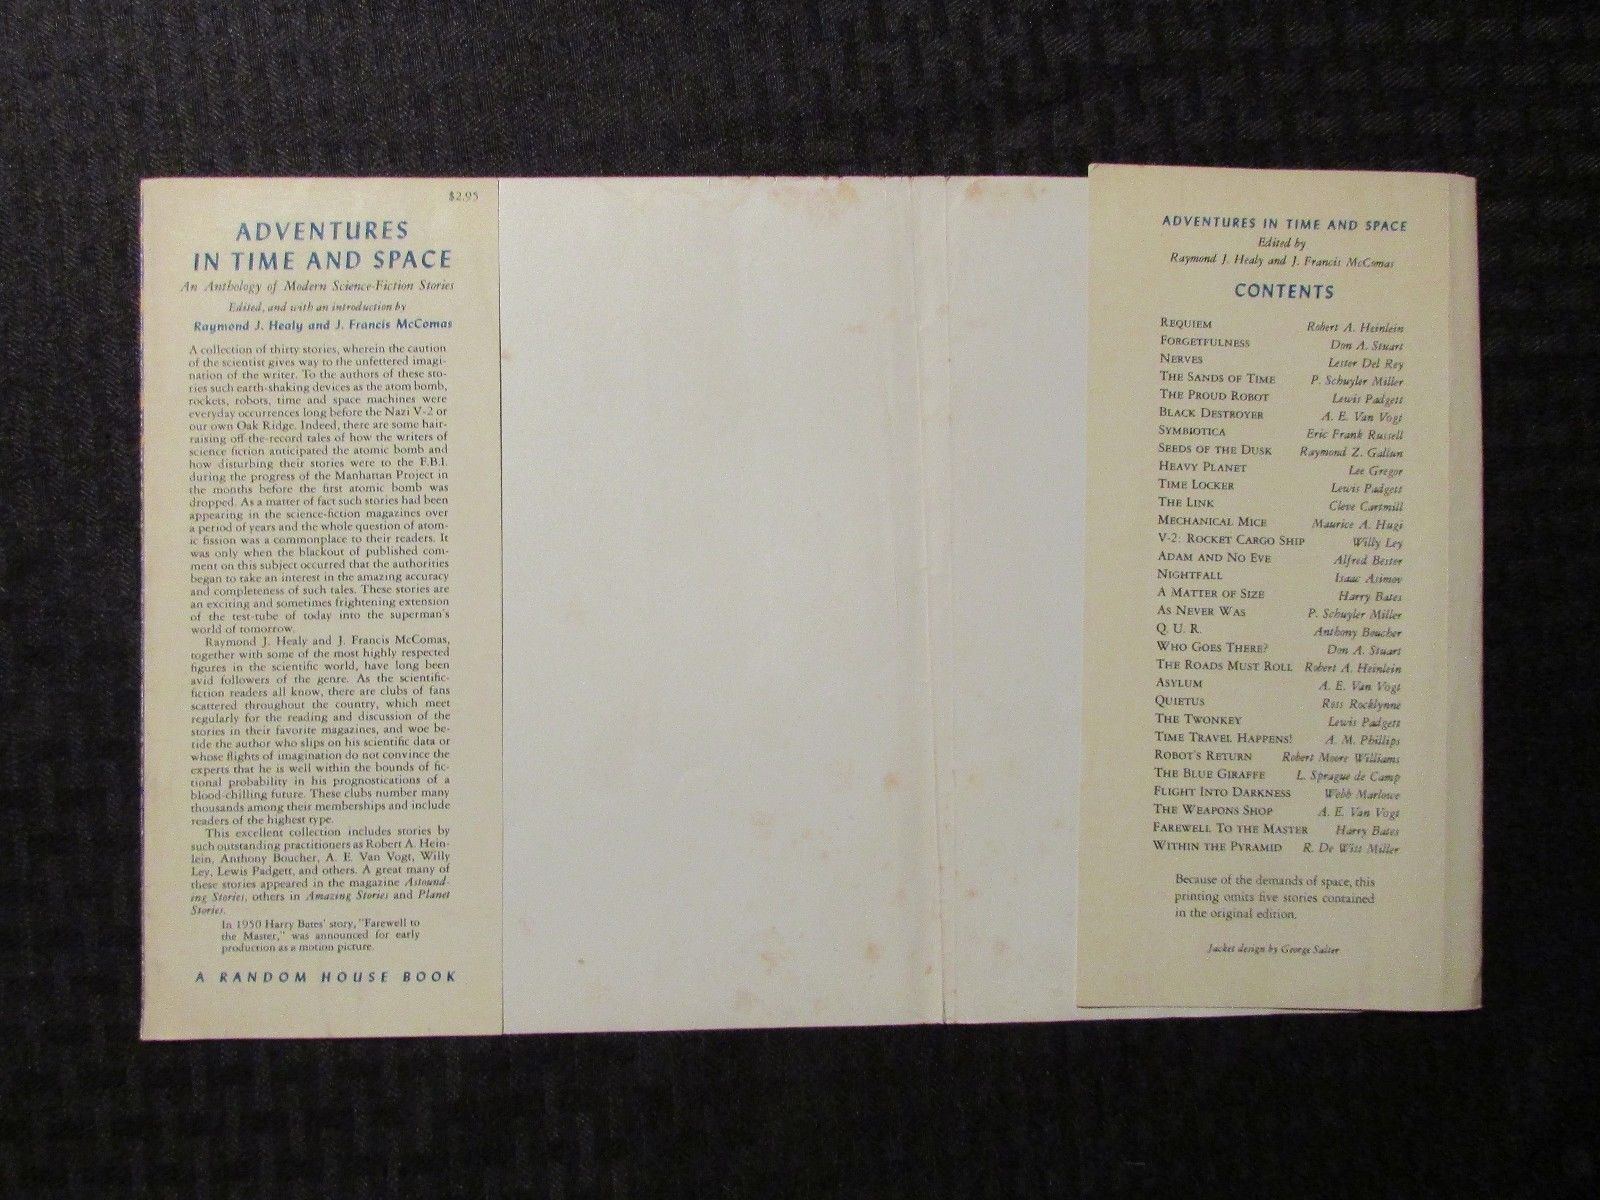 $2.95
ADVENTURES
IN TIME AND SPACE
An Anthology of Modern Science-Fiction Stories
Edited, and with an introduction by
Raymond J. Healy and J. Francis McComas
A collection of thirty stories, wherein the caution
of the scientist gives way to the unfettered imagi-
nation of the writer. To the authors of these sto-
ries such earth-shaking devices as the atom bomb,
rockets, robots, time and space machines were
everyday occurrences long before the Nazi V-2 or
our own Oak Ridge. Indeed, there are some hair-
raising off-the-record tales of how the writers of
science fiction anticipated the atomic bomb and
how disturbing their stories were to the F.B.I.
during the progress of the Manhattan Project in
the months before the first atomic bomb was
dropped. As a matter of fact such stories had been
appearing in the science-fiction magazines over
a period of years and the whole question of atom-
ic fission was a commonplace to their readers. It
was only when the blackout of published com-
ment on this subject occurred that the authorities
began to take an interest in the amazing accuracy
and completeness of such tales. These stories are
an exciting and sometimes frightening extension
of the test-tube of today into the superman's
world of tomorrow.
Raymond J. Healy and J. Francis McComas,
together with some of the most highly respected
figures in the scientific world, have long been
avid followers of the genre. As the scientific-
fiction readers all know, there are clubs of fans
scattered throughout the country, which meet
regularly for the reading and discussion of the
stories in their favorite magazines, and woe be-
tide the author who slips on his scientific data or
whose flights of imagination do not convince the
experts that he is well within the bounds of fic-
tional probability in his prognostications of a
blood-chilling future. These clubs number many
thousands among their memberships and include
readers of the highest type.
This excellent collection includes stories by
such outstanding practitioners as Robert A. Hein-
lein, Anthony Boucher, A. E. Van Vogt, Willy
Ley, Lewis Padgett, and others. A great many of
these stories appeared in the magazine Astound-
ing Stories, others in Amazing Stories and Planet
Stories.
In 1950 Harry Bates' story, "Farewell to
the Master," was announced for early
production as a motion picture.
A RANDOM HOUSE BOOK
ADVENTURES IN TIME AND SPACE
Edited by
Raymond J. Healy and J. Francis McComas
CONTENTS
REQUIEM Robert A. Heinlein
FORGETFULNESS Don A. Stuart
NERVES Lester Del Rey
THE SANDS OF TIME P. Schuyler Miller
THE PROUD ROBOT Lewis Padgett
BLACK DESTROYER A. E. Van Vogt
SYMBIOTICA Eric Frank Russell
SEEDS OF THE DUSK Raymond Z. Gallun
HEAVY PLANET Lee Gregor
TIME LOCKER Lewis Padgett
THE LINK Cleve Cartmill
MECHANICAL MICE Maurice A. Hugi
V-2: ROCKET CARGO SHIP Willy Ley
ADAM AND NO EVE Alfred Bester
NIGHTFALL Isaac Asimov
A MATTER OF SIZE Harry Bates
AS NEVER WAS P. Schuyler Miller
Q. U. R. Anthony Boucher
WHO GOES THERE? Don A. Stuart
THE ROADS MUST ROLL Robert A. Heinlein
ASYLUM A. E. Van Vogt
QUIETUS Ross Rocklynne
THE TWONKEY Lewis Padgett
TIME TRAVEL HAPPENS! A. M. Phillips
ROBOT'S RETURN Robert Moore Williams
THE BLUE GIRAFFE L. Sprague de Camp
FLIGHT INTO DARKNESS Webb Marlowe
THE WEAPONS SHOP A. E. Van Vogt
FAREWELL TO THE MASTER Harry Bates
WITHIN THE PYRAMID R. De Witt Miller
Because of the demands of space, this
printing omits five stories contained
in the original edition.
Jacket design by George Salter